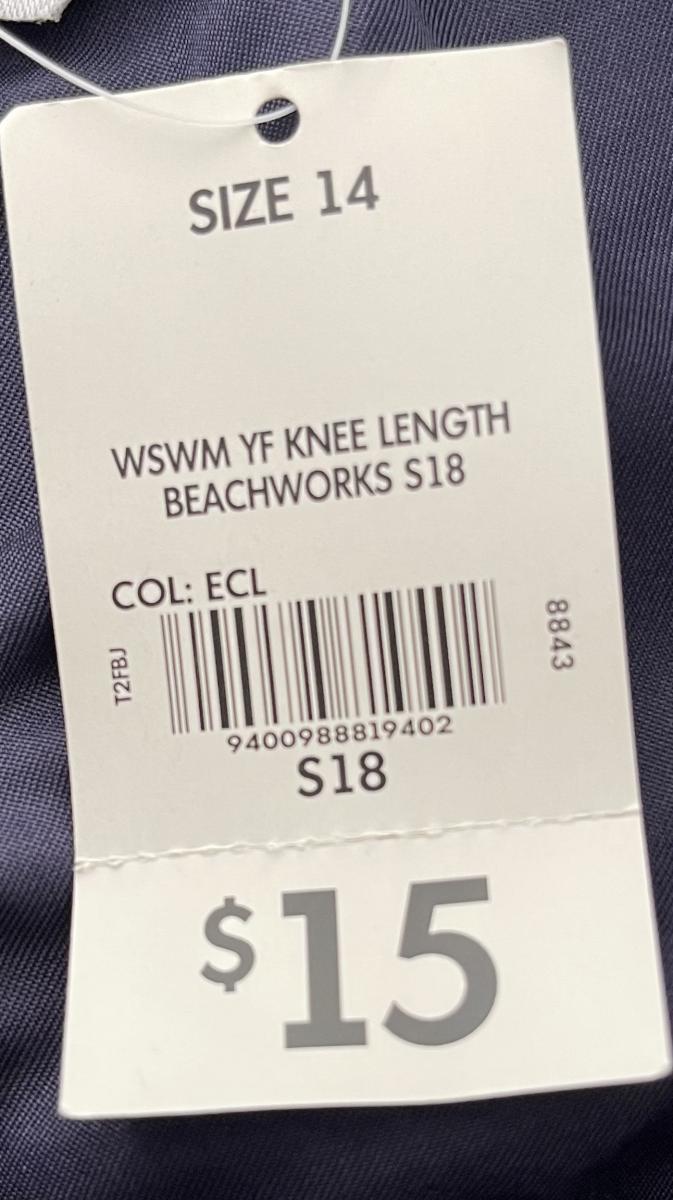 SIZE 14
WSWM YF KNEE LENGTH
BEACHWORKS S18
COL: ECL
T2FBJ
8843
9400988819402
S18
$15